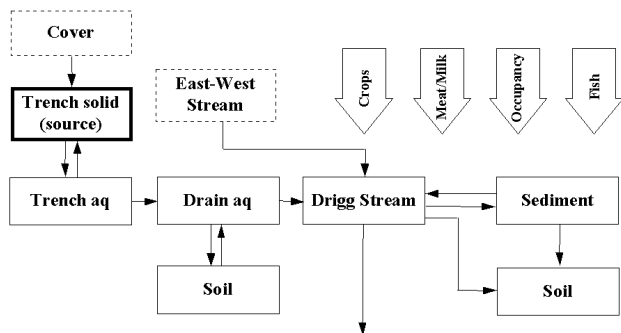 Cover
Trench solid
(source)
East-West
Stream
Crops
Meat/Milk
Occupancy
Fish
Trench aq
Drain aq
Drigg Stream
Sediment
Soil
Soil